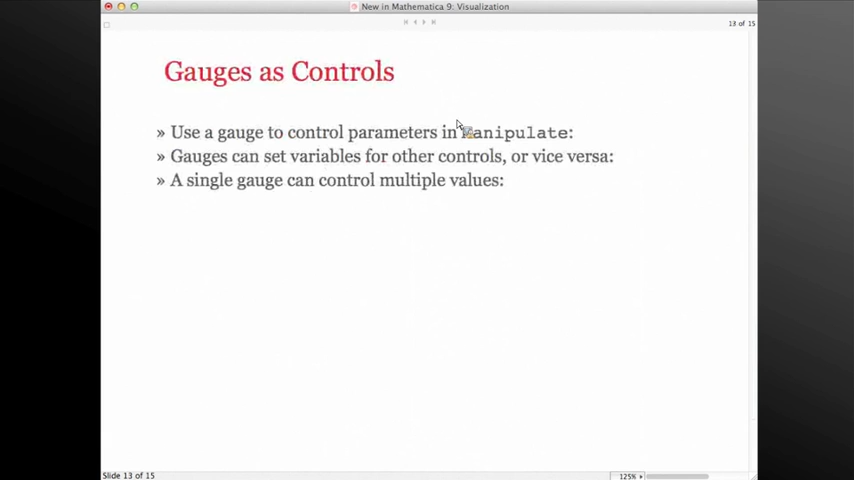 New in Mathematica 9: Visualization
13 of 15
Gauges as Controls
» Use a gauge to control parameters in Manipulate:
» Gauges can set variables for other controls, or vice versa:
» A single gauge can control multiple values:
Slide 13 of 15
125%